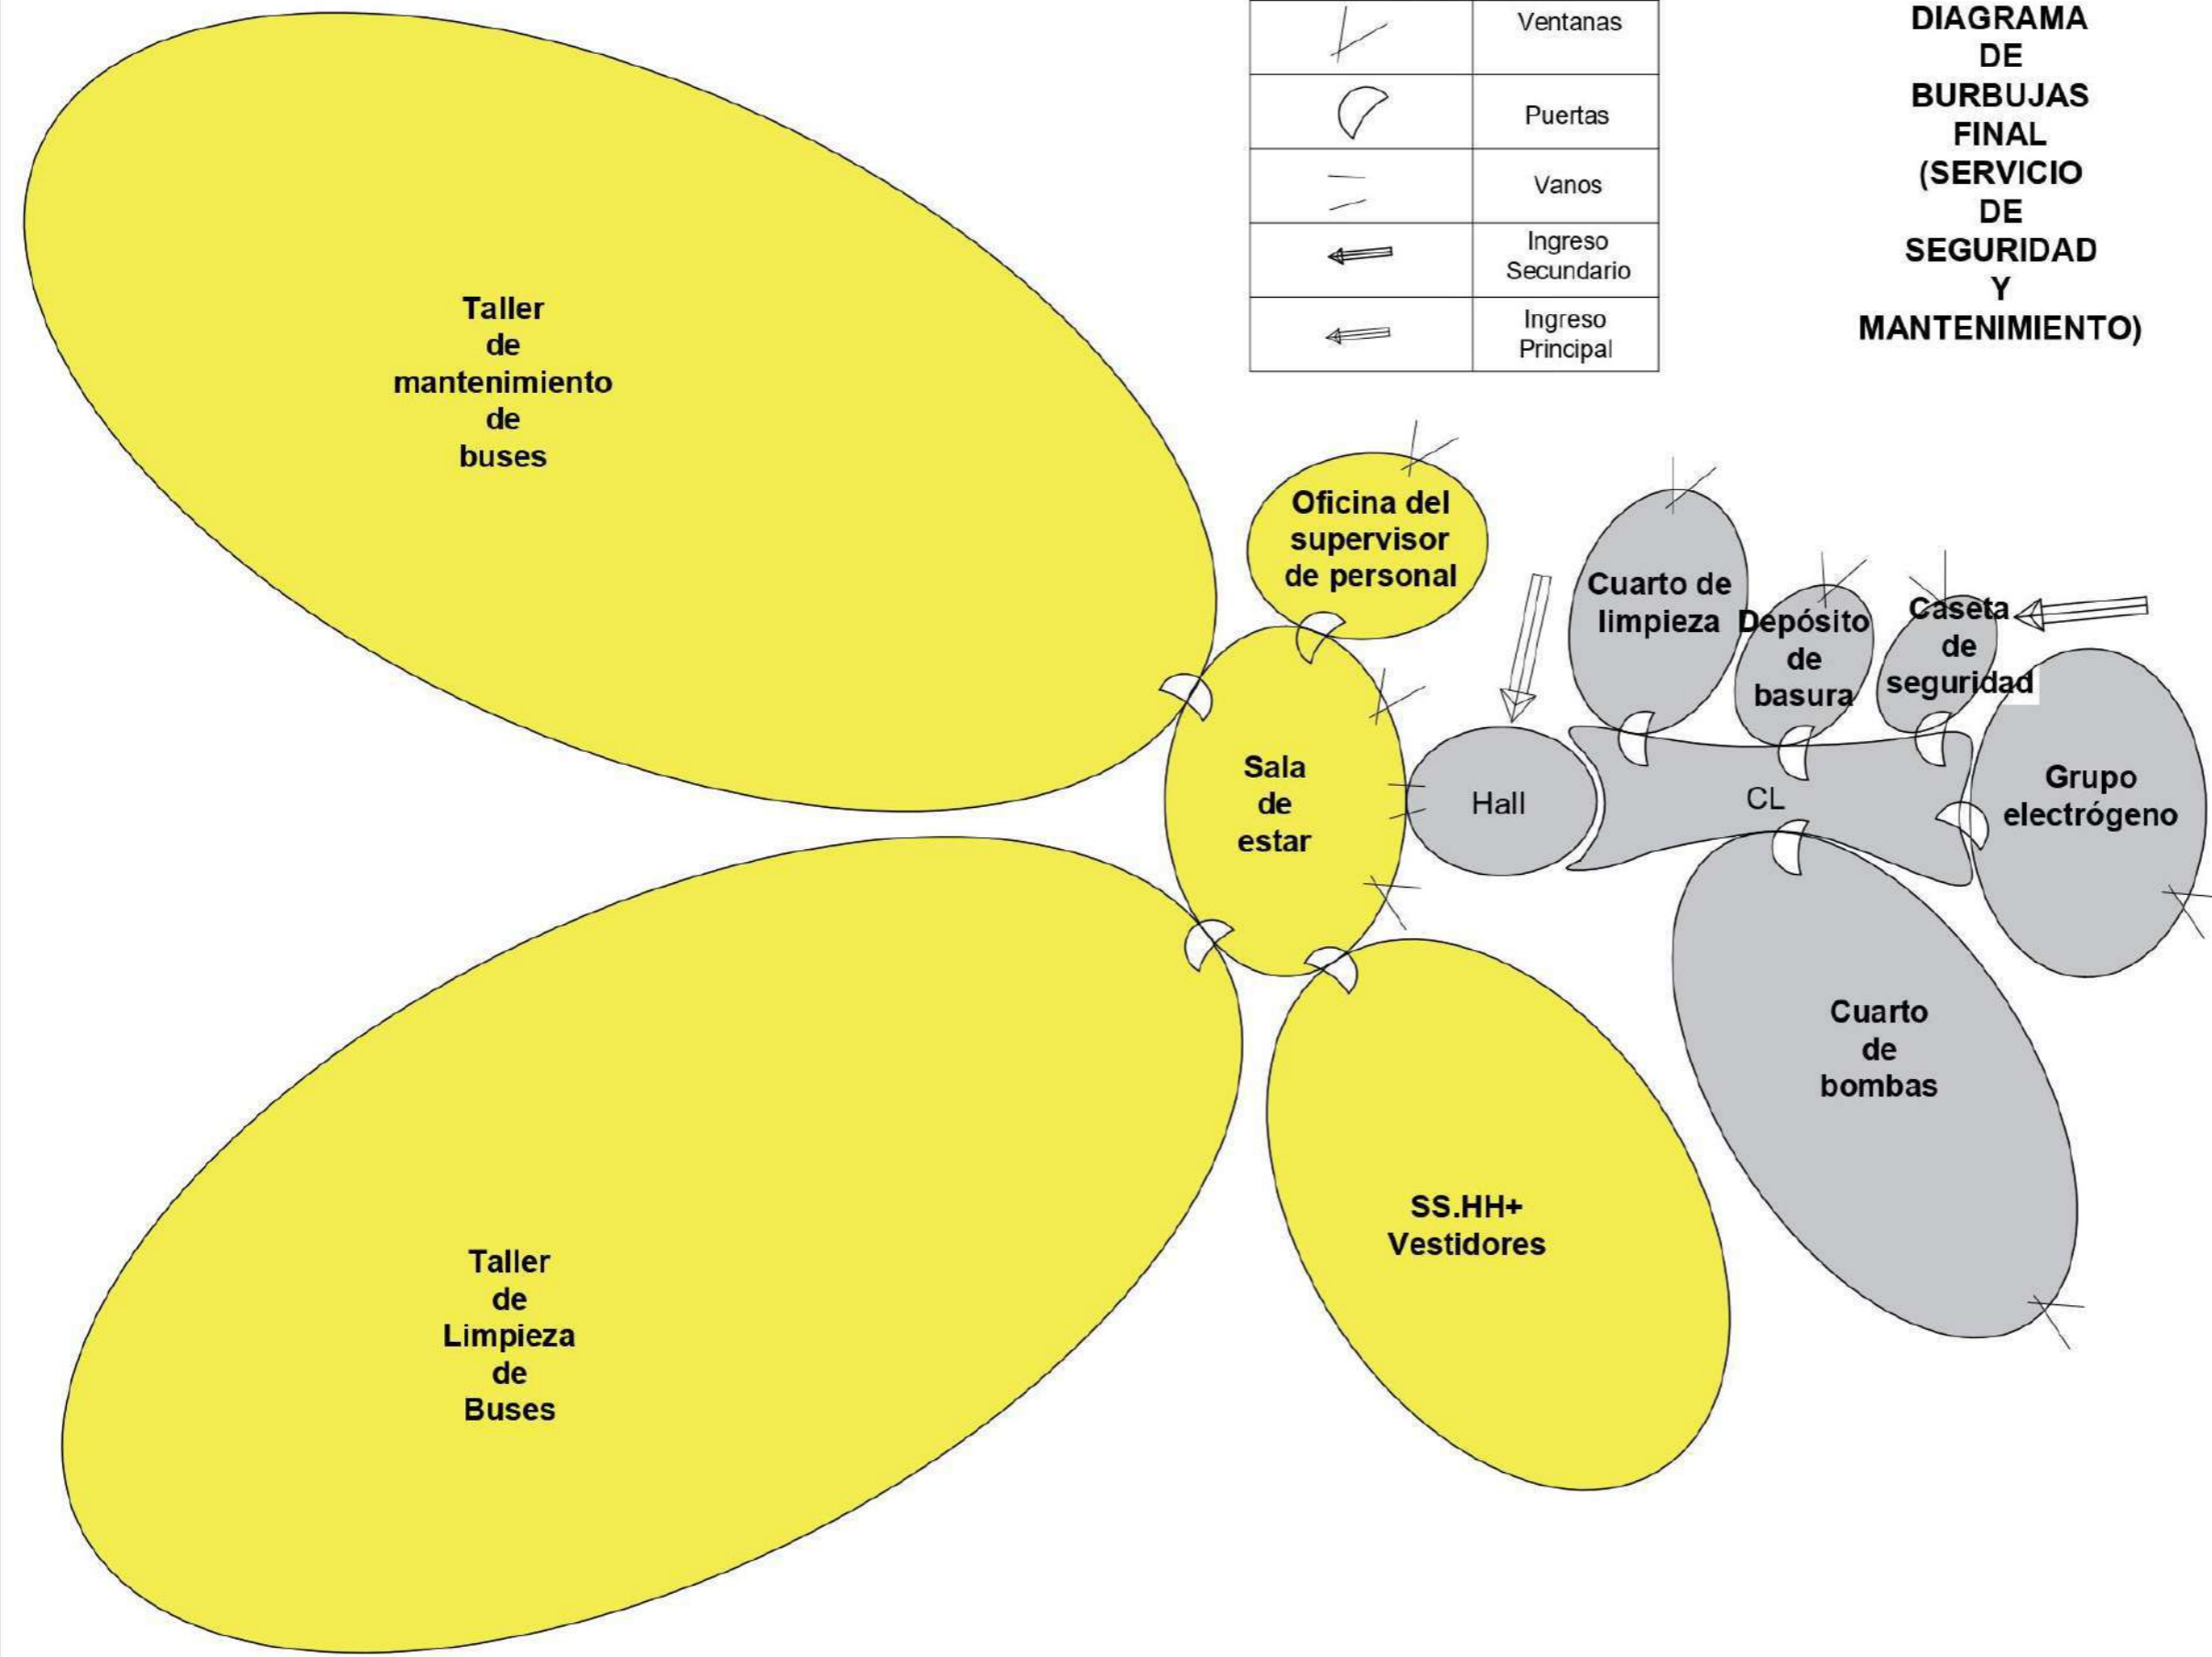 Ventanas
Puertas
Vanos
Ingreso
Secundario
Ingreso
Principal
DIAGRAMA
DE
BURBUJAS
FINAL
(SERVICIO
DE
SEGURIDAD
Y
MANTENIMIENTO)
Taller
de
mantenimiento
de
buses
Oficina del
supervisor
de personal
Cuarto de
limpieza
Depósito
de
basura
Caseta
de
seguridad
Sala
de
estar
Hall
CL
Grupo
electrógeno
Cuarto
de
bombas
SS.HH+
Vestidores
Taller
de
Limpieza
de
Buses